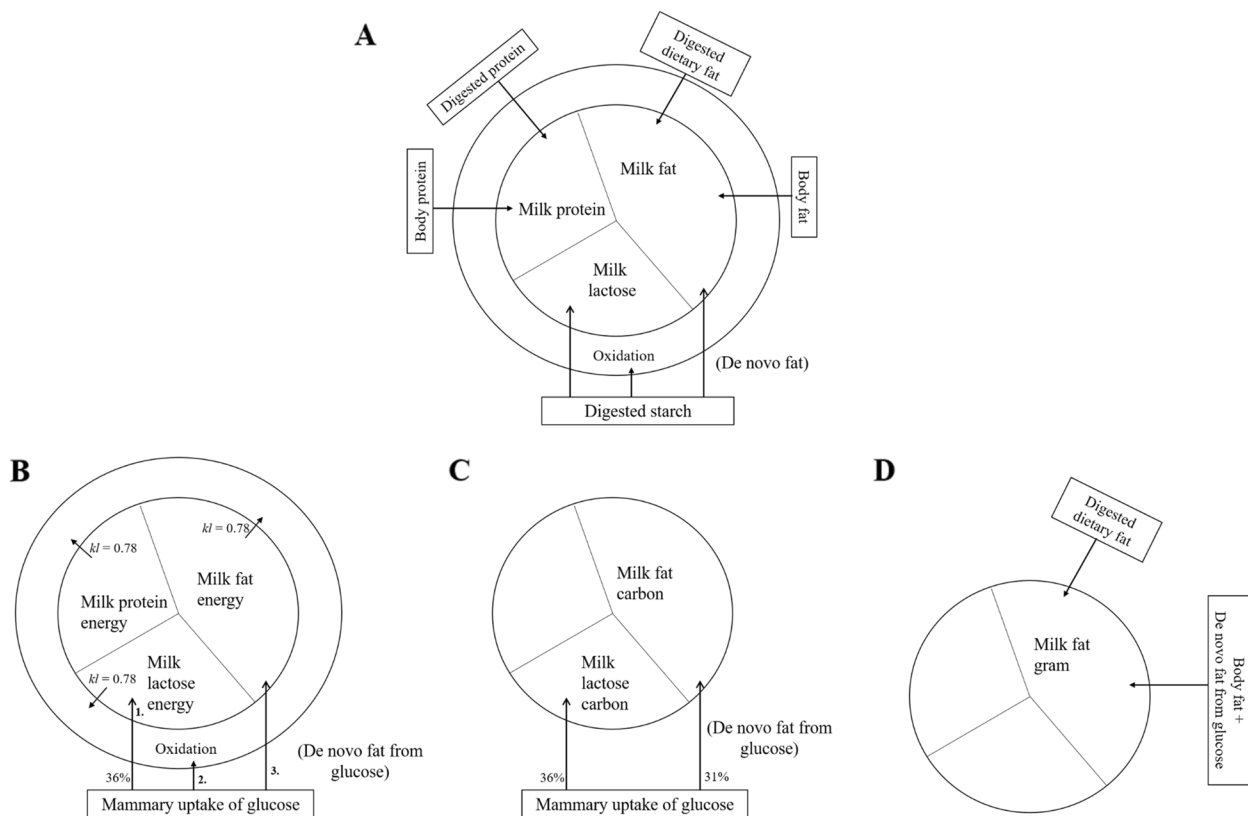 A
Digested protein
Digested
dietary fat
Body protein
Body fat
Milk fat
Milk protein
Milk
lactose
Oxidation
(De novo fat)
Digested starch
B
kl = 0.78
kl = 0.78
Milk fat
energy
Milk protein
energy
kl = 0.78
Milk
lactose
energy
1.
Oxidation
(De novo fat from
glucose)
36%
2.
3.
Mammary uptake of glucose
C
Milk fat
carbon
Milk
lactose
carbon
(De novo fat from
glucose)
36%
31%
Mammary uptake of glucose
D
Digested
dietary fat
Milk fat
gram
Body fat +
De novo fat from glucose